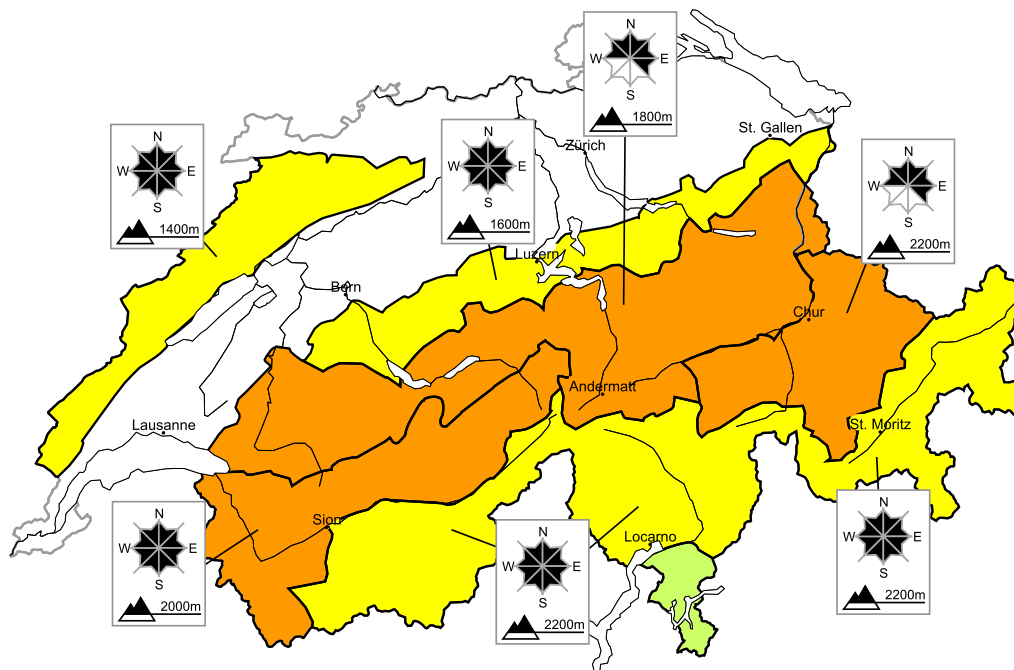 N
W E
S
1800m
N
W E
S
1400m
N
W E
S
1600m
Zürich
St. Gallen
N
W E
S
2200m
Luzern
Bern
Chur
Andermatt
Lausanne
St. Moritz
N
W E
S
2000m
Sion
N
W E
S
2200m
Locarno
N
W E
S
2200m